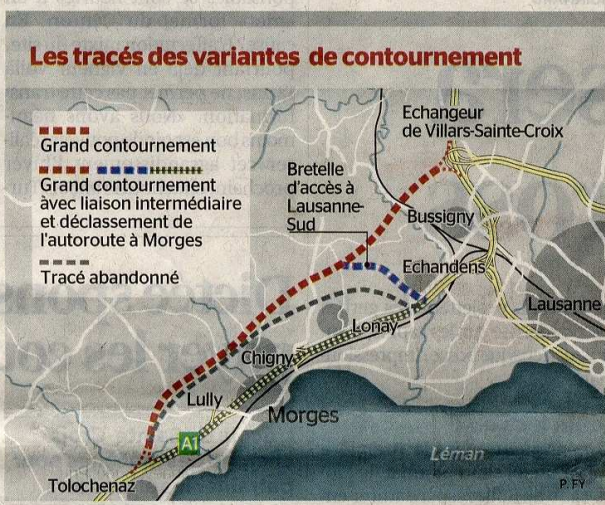 Les tracés des variantes de contournement
Grand contournement
Grand contournement
avec liaison intermédiaire
et déclassement de
l'autoroute à Morges
Tracé abandonné
Echangeur
de Villars-Sainte-Croix
Bretelle
d'accès à
Lausanne-
Sud
Bussigny
Echandens
Lausanne
Lonay
Chigny
Lully
Morges
A1
Léman
Tolochenaz
P. FY